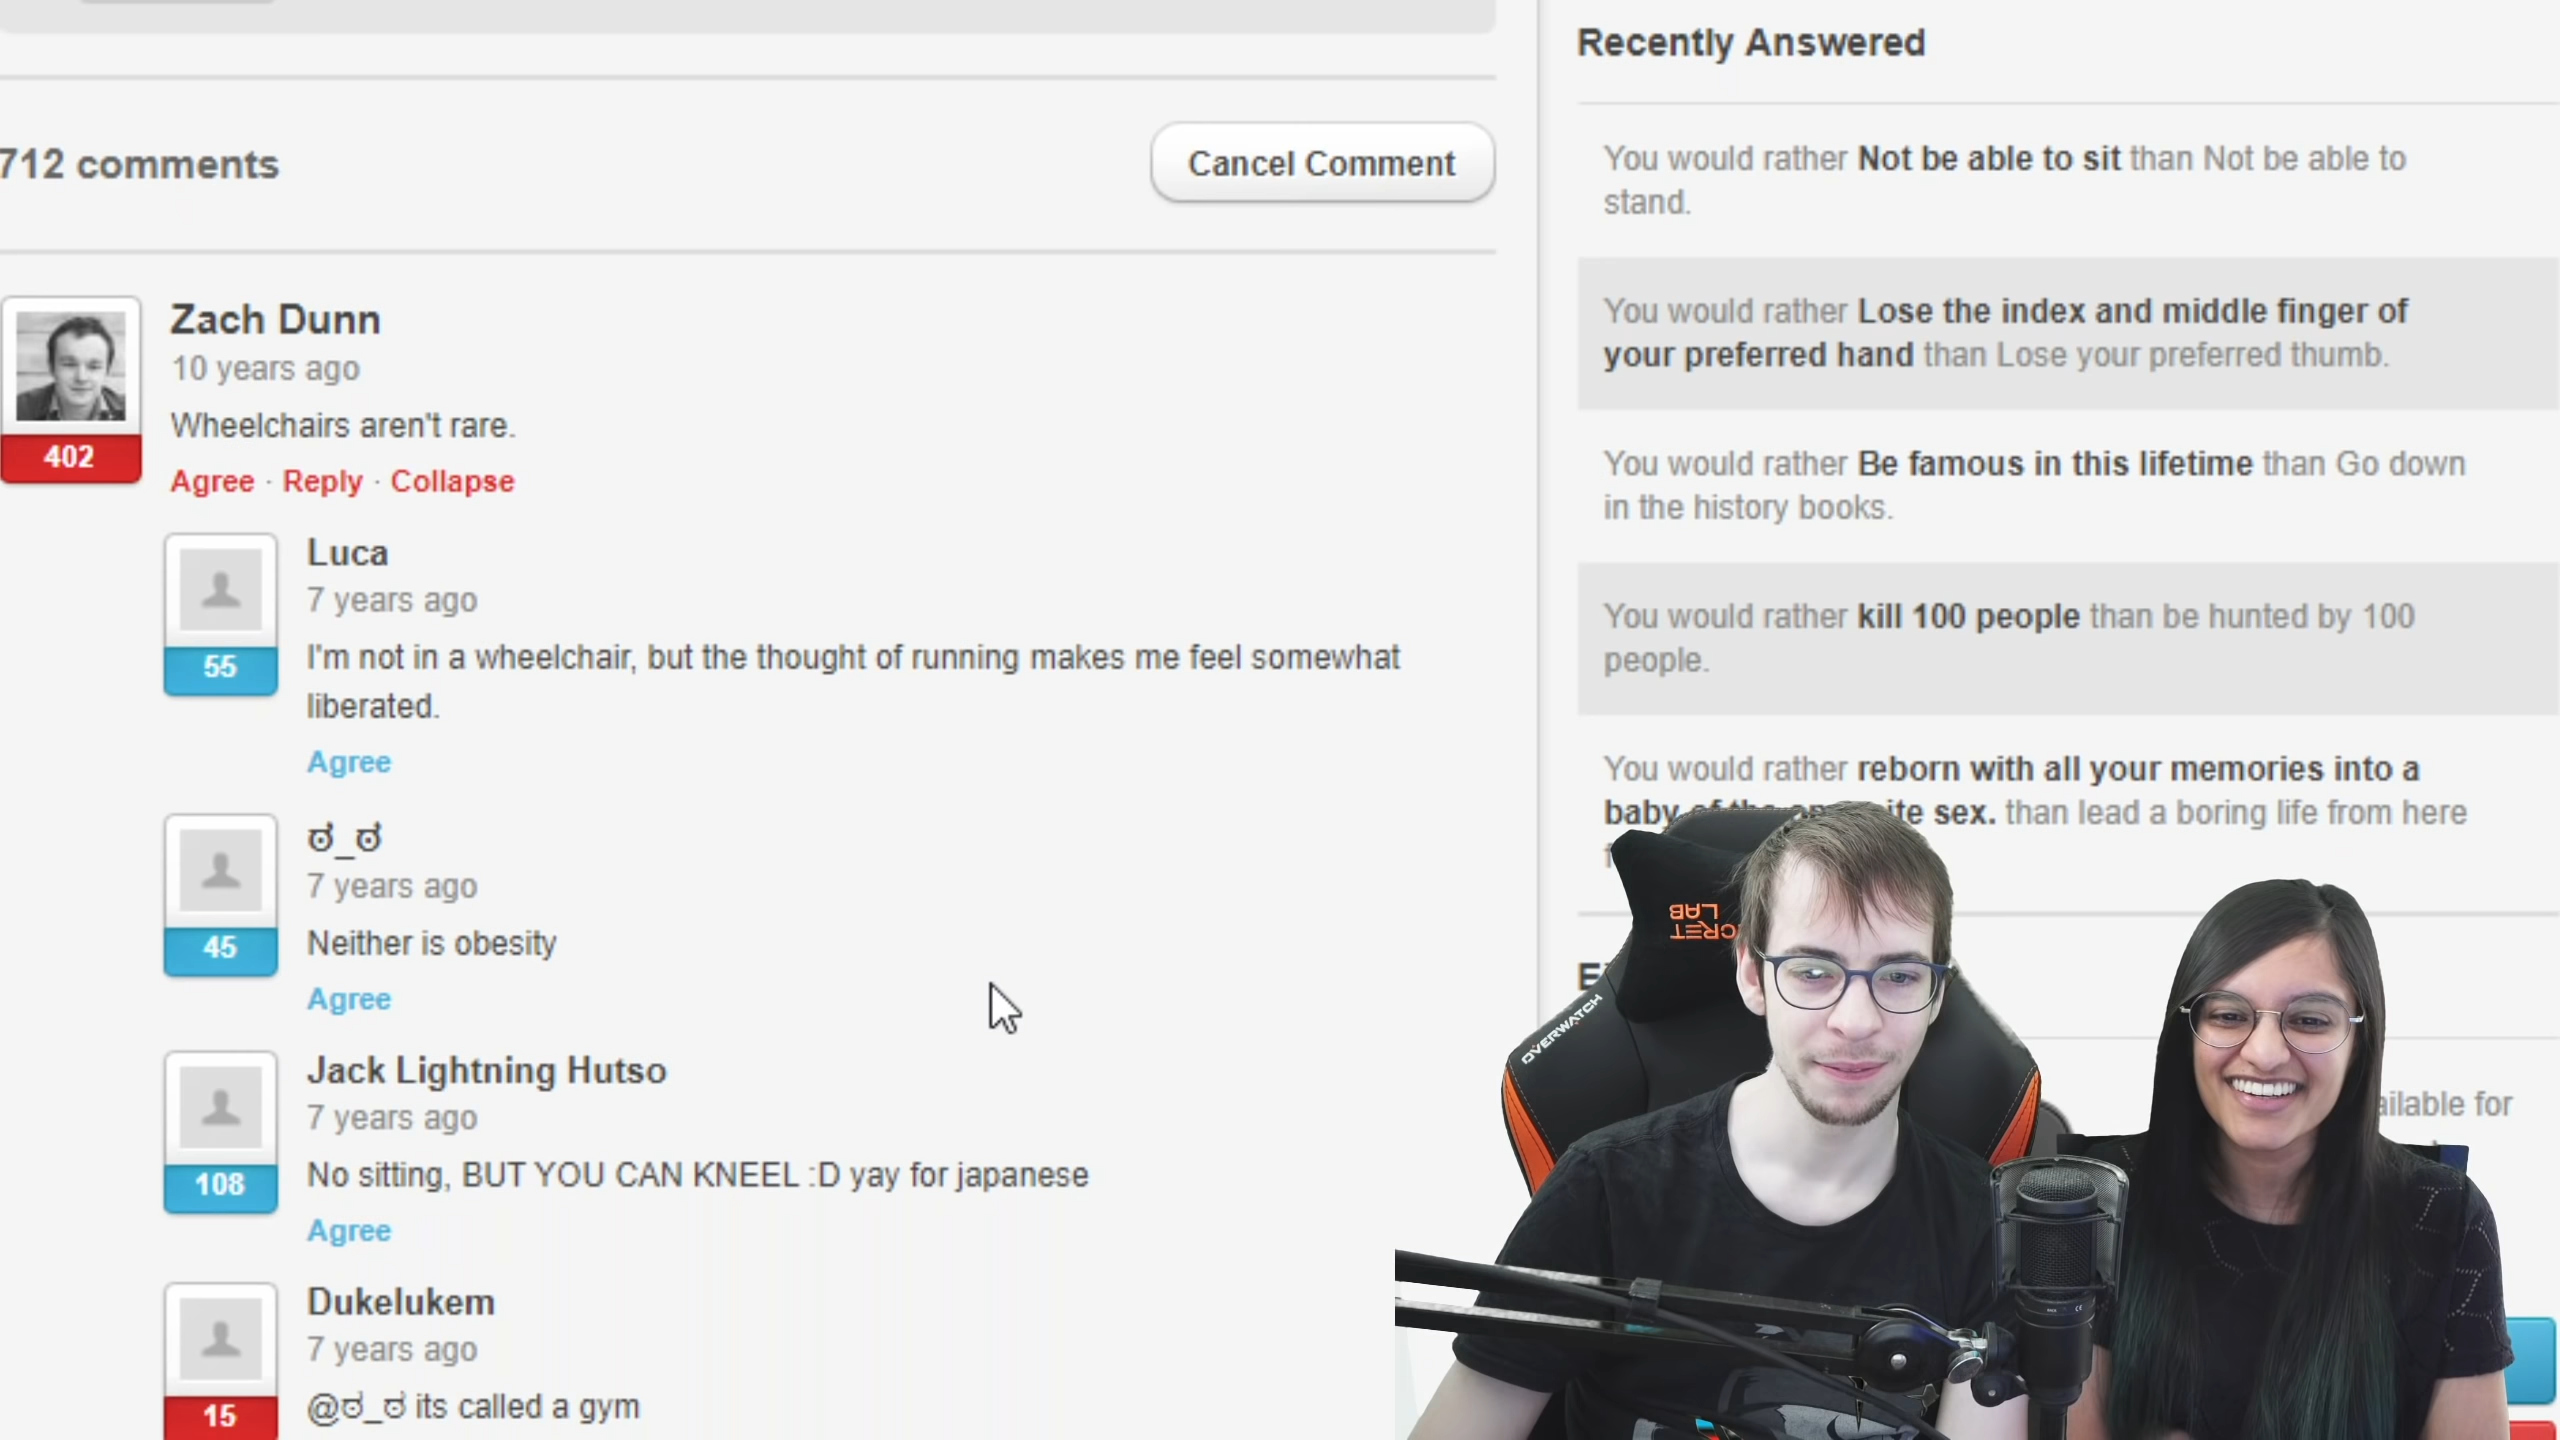 712 comments
Cancel Comment
Zach Dunn
10 years ago
Wheelchairs aren't rare.
402
Agree · Reply · Collapse
Luca
7 years ago
I'm not in a wheelchair, but the thought of running makes me feel somewhat
liberated.
55
Agree
ಠ_ಠ
7 years ago
Neither is obesity
45
Agree
Jack Lightning Hutso
7 years ago
No sitting, BUT YOU CAN KNEEL :D yay for japanese
108
Agree
Dukelukem
7 years ago
@ಠ_ಠ its called a gym
15
Recently Answered
You would rather Not be able to sit than Not be able to
stand.
You would rather Lose the index and middle finger of
your preferred hand than Lose your preferred thumb.
You would rather Be famous in this lifetime than Go down
in the history books.
You would rather kill 100 people than be hunted by 100
people.
You would rather reborn with all your memories into a
baby of the opposite sex. than lead a boring life from here
for
OVERWATCH